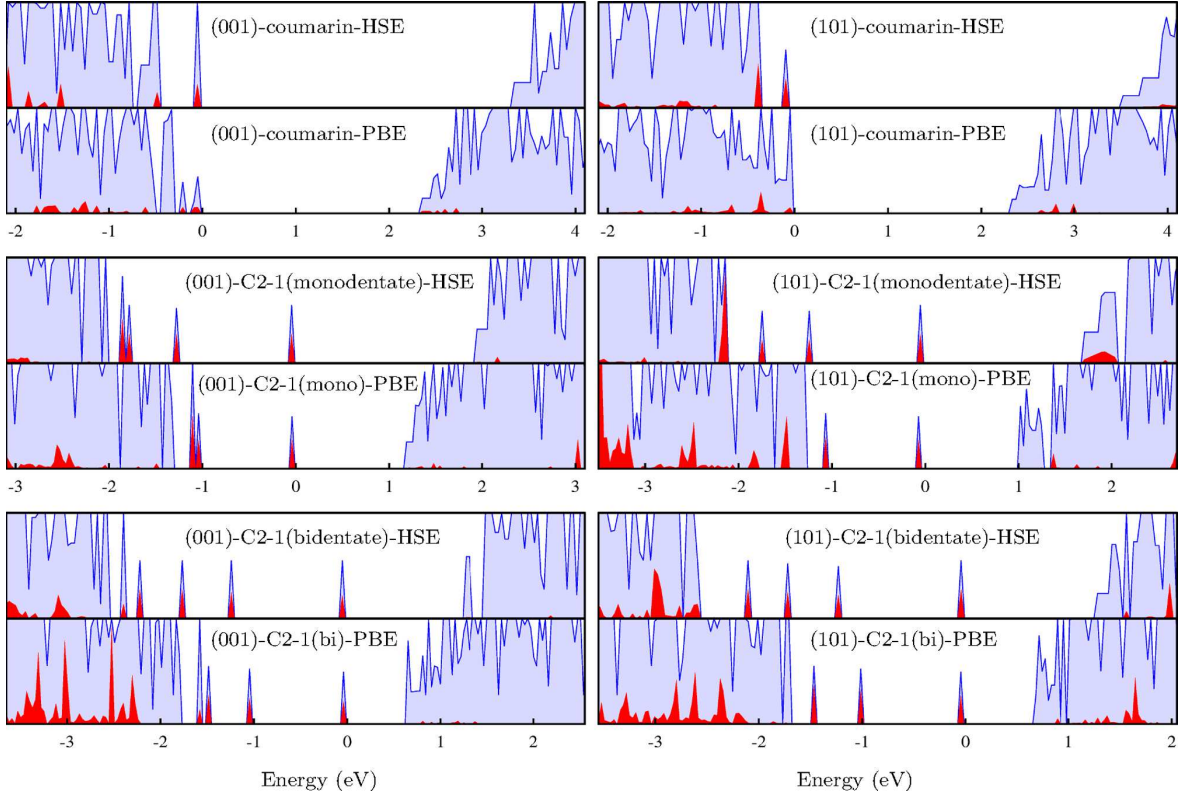 (001)-coumarin-HSE
(101)-coumarin-HSE
(001)-coumarin-PBE
(101)-coumarin-PBE
-2 -1 0 1 2 3 4
-2 -1 0 1 2 3 4
(001)-C2-1(monodentate)-HSE
(101)-C2-1(monodentate)-HSE
(001)-C2-1(mono)-PBE
(101)-C2-1(mono)-PBE
-3 -2 -1 0 1 2 3
-3 -2 -1 0 1 2
(001)-C2-1(bidentate)-HSE
(101)-C2-1(bidentate)-HSE
(001)-C2-1(bi)-PBE
(101)-C2-1(bi)-PBE
-3 -2 -1 0 1 2
-3 -2 -1 0 1 2
Energy (eV)
Energy (eV)